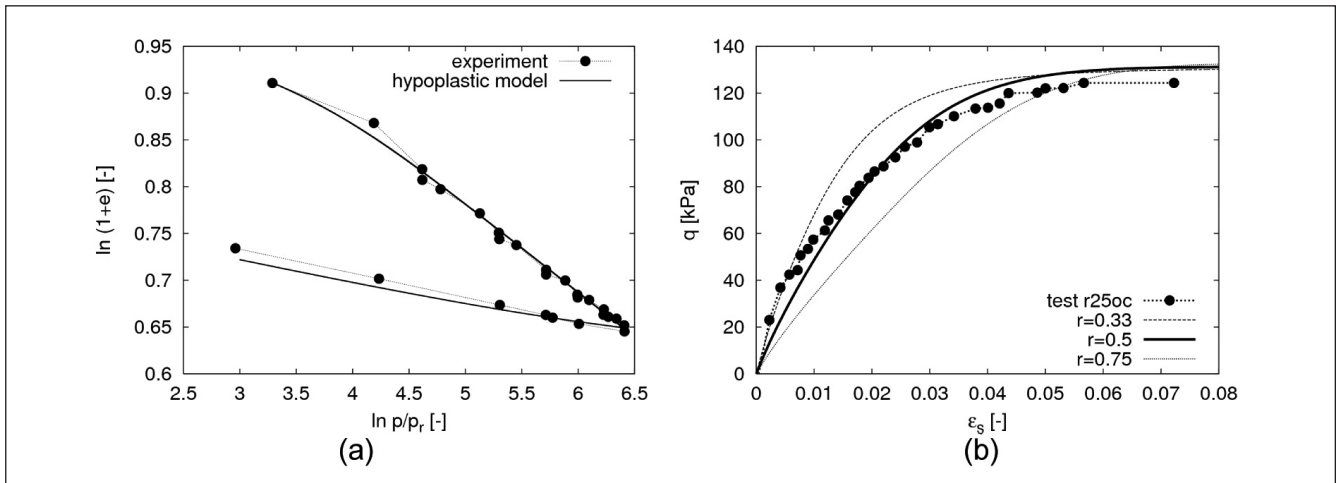 0.95
0.9
0.85
0.8
0.75
0.7
0.65
0.6
ln (1+e) [-]
experiment
hypoplastic model
2.5 3 3.5 4 4.5 5 5.5 6 6.5
ln p/pr [-]
(a)
140
120
100
80
60
40
20
0
q [kPa]
test r25oc
r=0.33
r=0.5
r=0.75
0 0.01 0.02 0.03 0.04 0.05 0.06 0.07 0.08
εs [-]
(b)